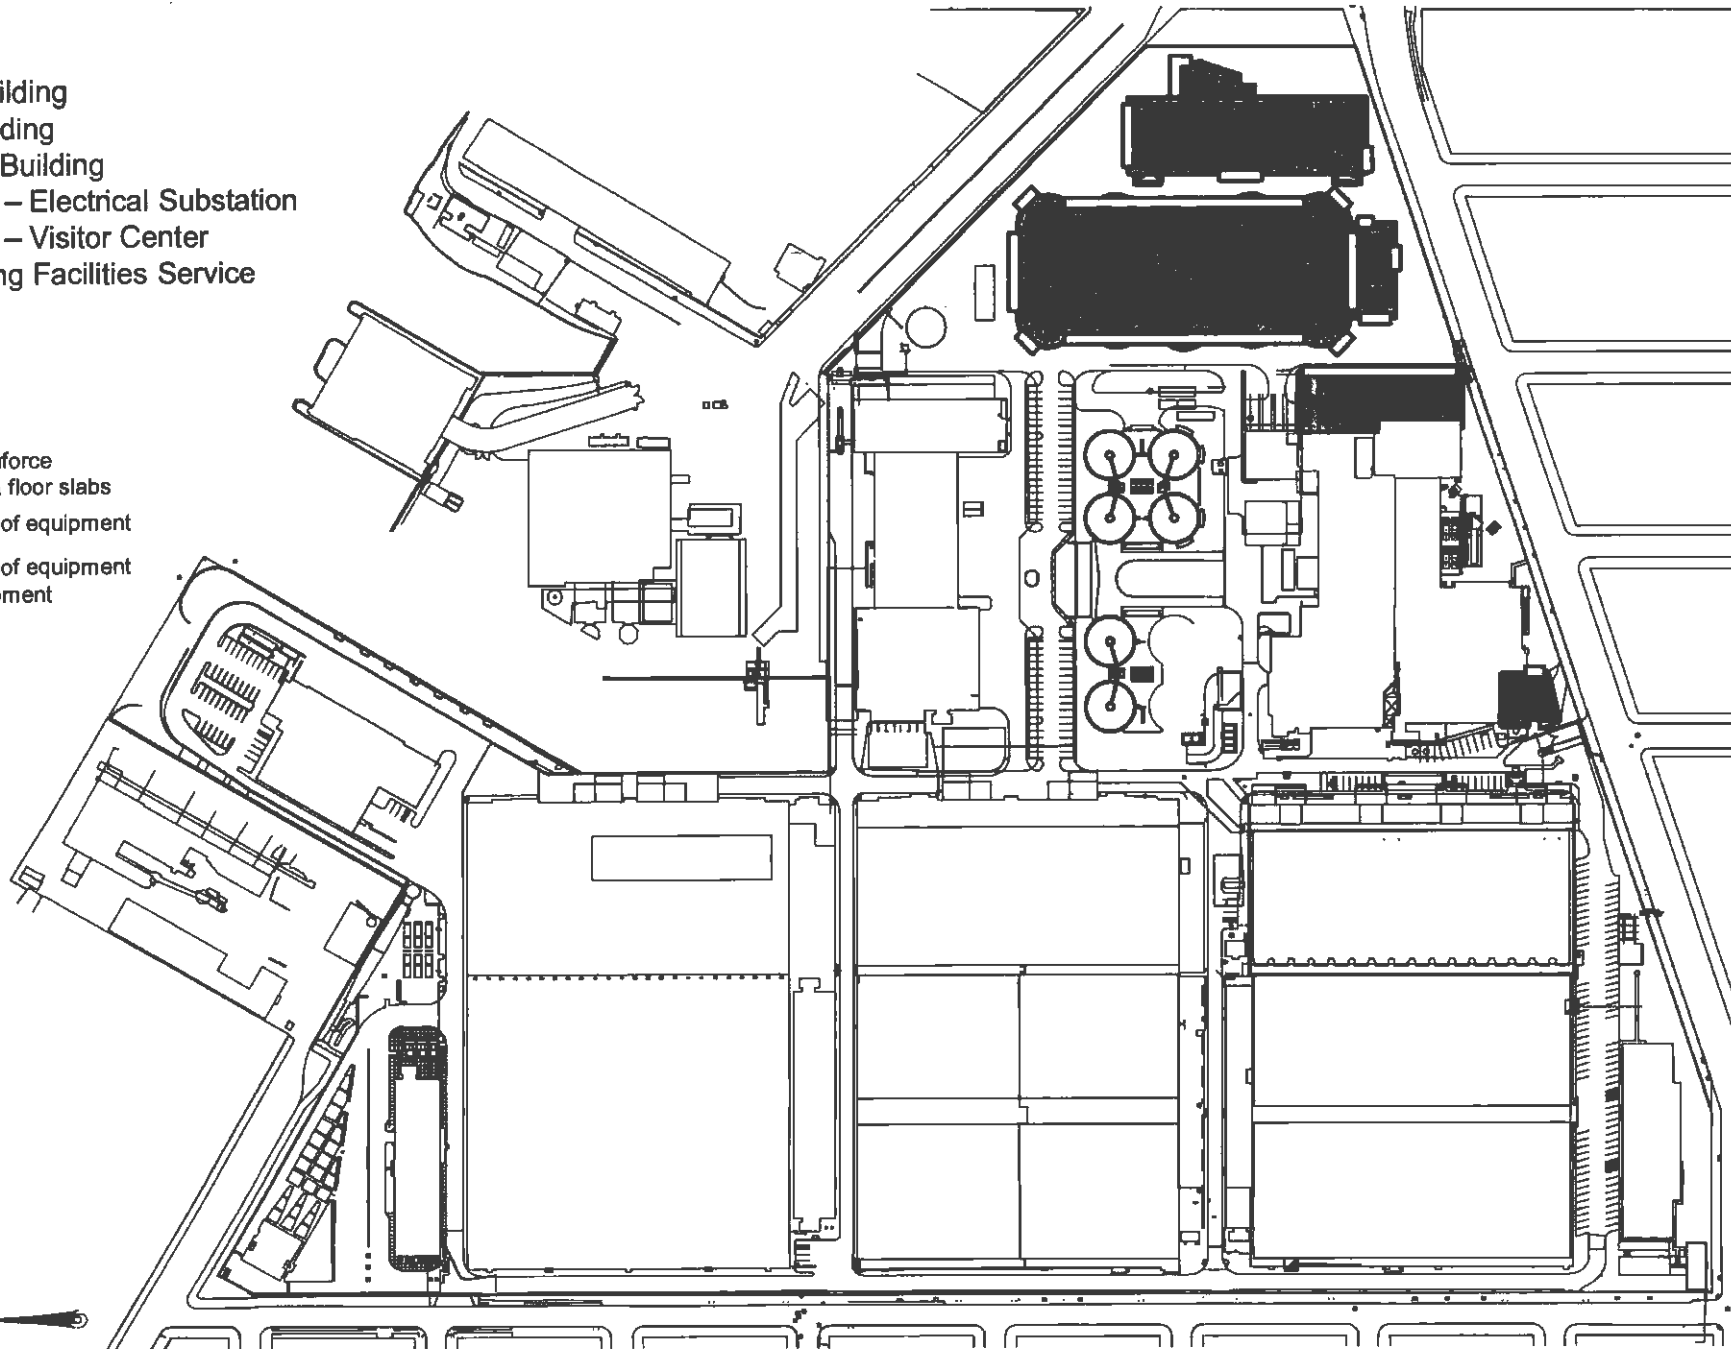 ilding
ding
Building
– Electrical Substation
– Visitor Center
ng Facilities Service
force
floor slabs
of equipment
of equipment
ment